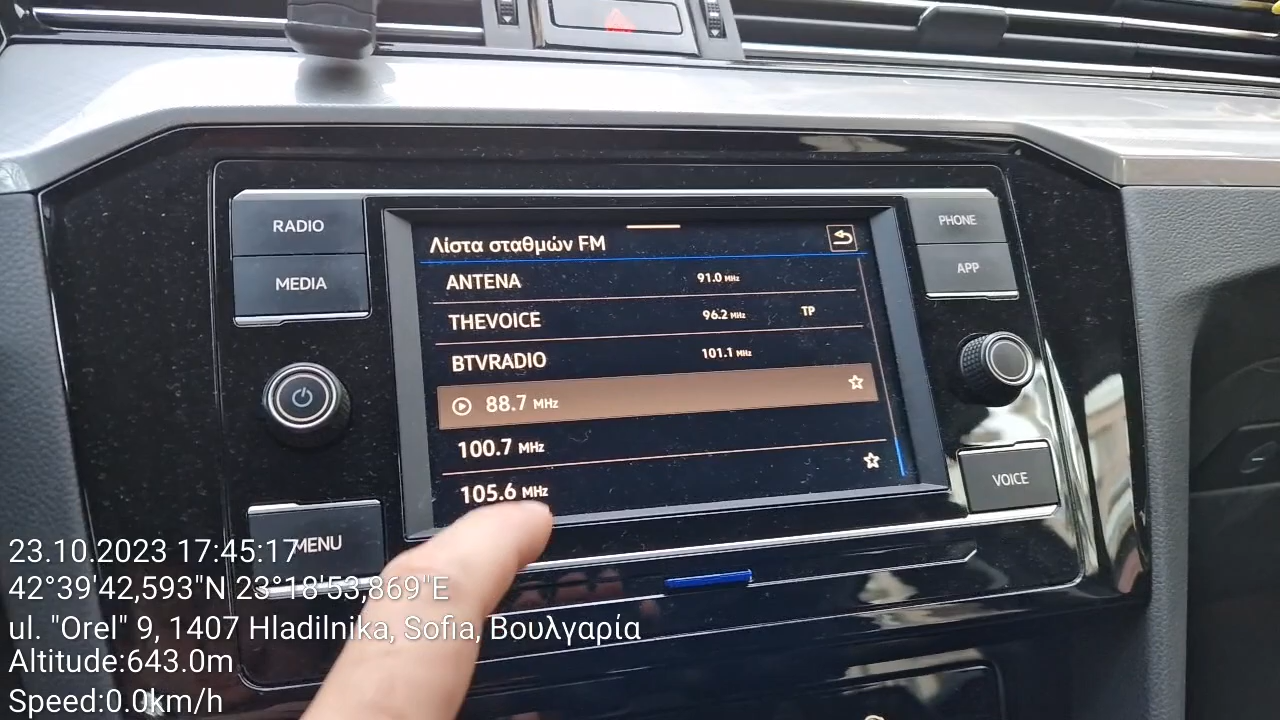 RADIO
MEDIA
MENU
PHONE
APP
VOICE
Λίστα σταθμών FM
ANTENA 91.0 MHz
THEVOICE 96.2 MHz TP
BTVRADIO 101.1 MHz
88.7 MHz
100.7 MHz
105.6 MHz
23.10.2023 17:45:17
42°39'42,593"N 23°18'53,869"E
ul. "Orel" 9, 1407 Hladilnika, Sofia, Βουλγαρία
Altitude:643.0m
Speed:0.0km/h